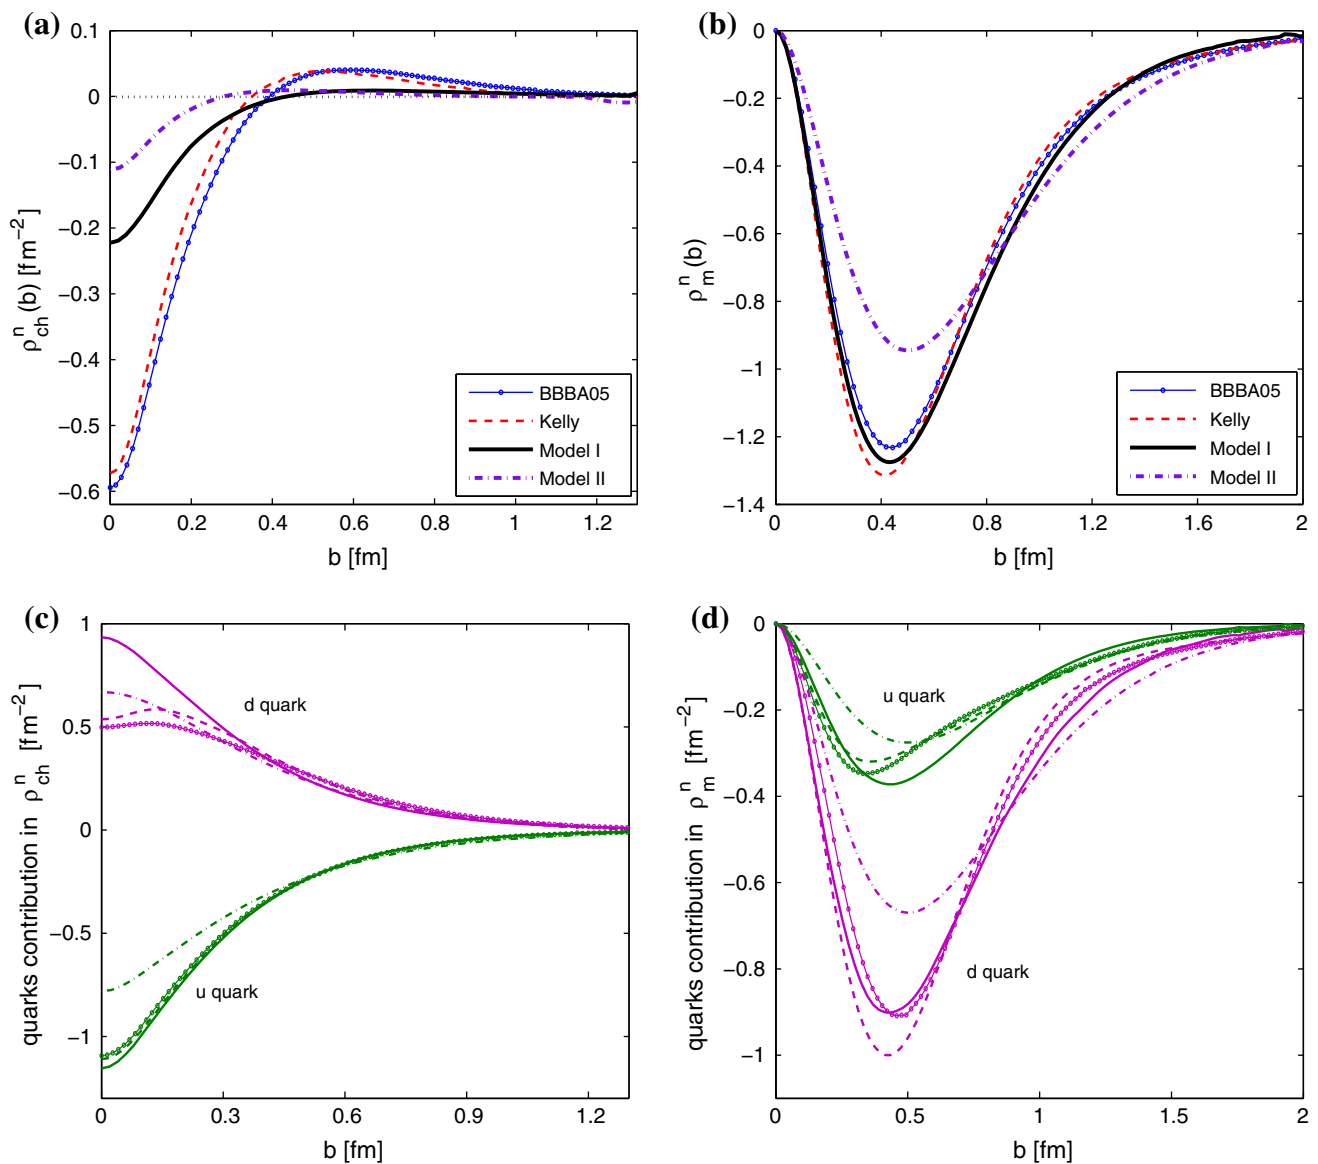 (a)
0.1
0
−0.1
−0.2
−0.3
−0.4
−0.5
−0.6
0 0.2 0.4 0.6 0.8 1 1.2
b [fm]
ρ^n_ch(b) [fm^−2]
BBBA05
Kelly
Model I
Model II
(b)
0
−0.2
−0.4
−0.6
−0.8
−1
−1.2
−1.4
0 0.4 0.8 1.2 1.6 2
b [fm]
ρ^n_m(b)
BBBA05
Kelly
Model I
Model II
(c)
1
0.5
0
−0.5
−1
0 0.3 0.6 0.9 1.2
b [fm]
quarks contribution in ρ^n_ch [fm^−2]
d quark
u quark
(d)
0
−0.2
−0.4
−0.6
−0.8
−1
0 0.5 1 1.5 2
b [fm]
quarks contribution in ρ^n_m [fm^−2]
u quark
d quark